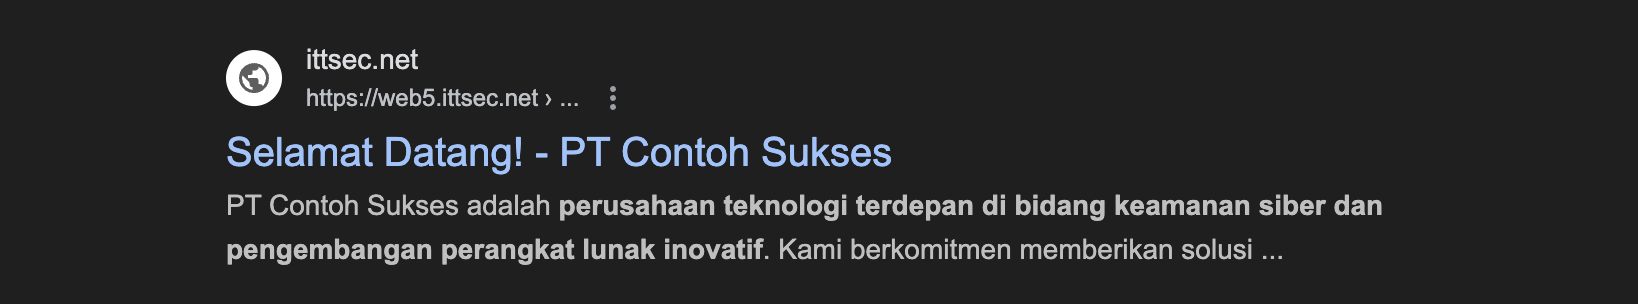 ittsec.net
https://web5.ittsec.net › ...
Selamat Datang! - PT Contoh Sukses
PT Contoh Sukses adalah perusahaan teknologi terdepan di bidang keamanan siber dan
pengembangan perangkat lunak inovatif. Kami berkomitmen memberikan solusi ...